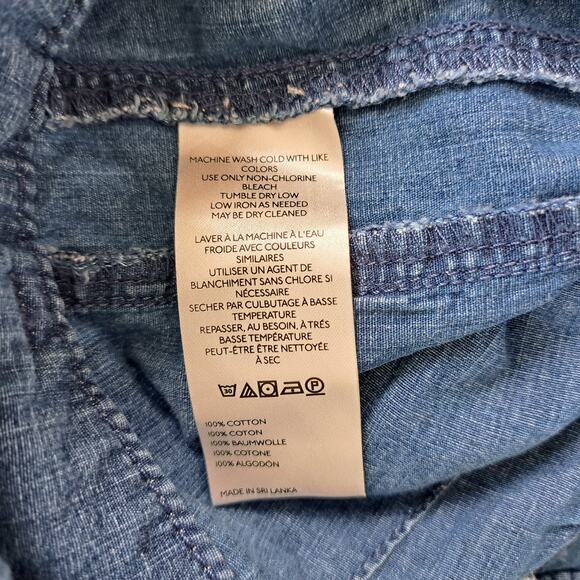 MACHINE WASH COLD WITH LIKE
COLORS
USE ONLY NON-CHLORINE
BLEACH
TUMBLE DRY LOW
LOW IRON AS NEEDED
MAY BE DRY CLEANED
LAVER À LA MACHINE À L'EAU
FROIDE AVEC COULEURS
SIMILAIRES
UTILISER UN AGENT DE
BLANCHIMENT SANS CHLORE SI
NÉCESSAIRE
SECHER PAR CULBUTAGE À BASSE
TEMPERATURE
REPASSER, AU BESOIN, À TRÉS
BASSE TEMPÉRATURE
PEUT-ÊTRE ÊTRE NETTOYÉE
À SEC
30 P
100% COTTON
100% COTON
100% BAUMWOLLE
100% COTONE
100% ALGODÓN
MADE IN SRI LANKA